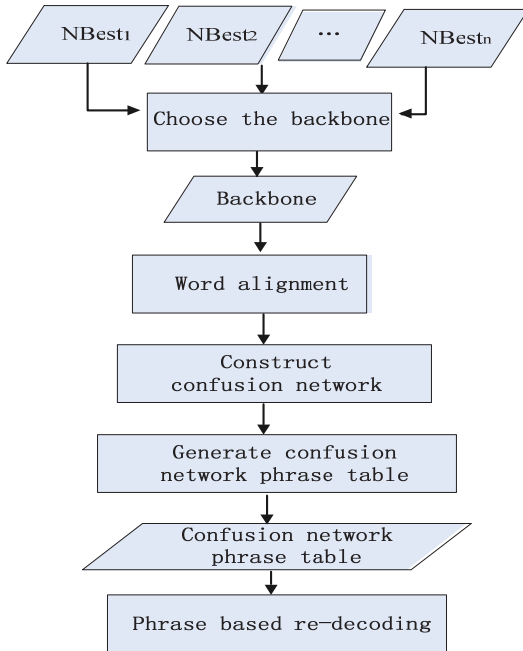 NBest1 NBest2 ... NBestn
Choose the backbone
Backbone
Word alignment
Construct
confusion network
Generate confusion
network phrase table
Confusion network
phrase table
Phrase based re-decoding